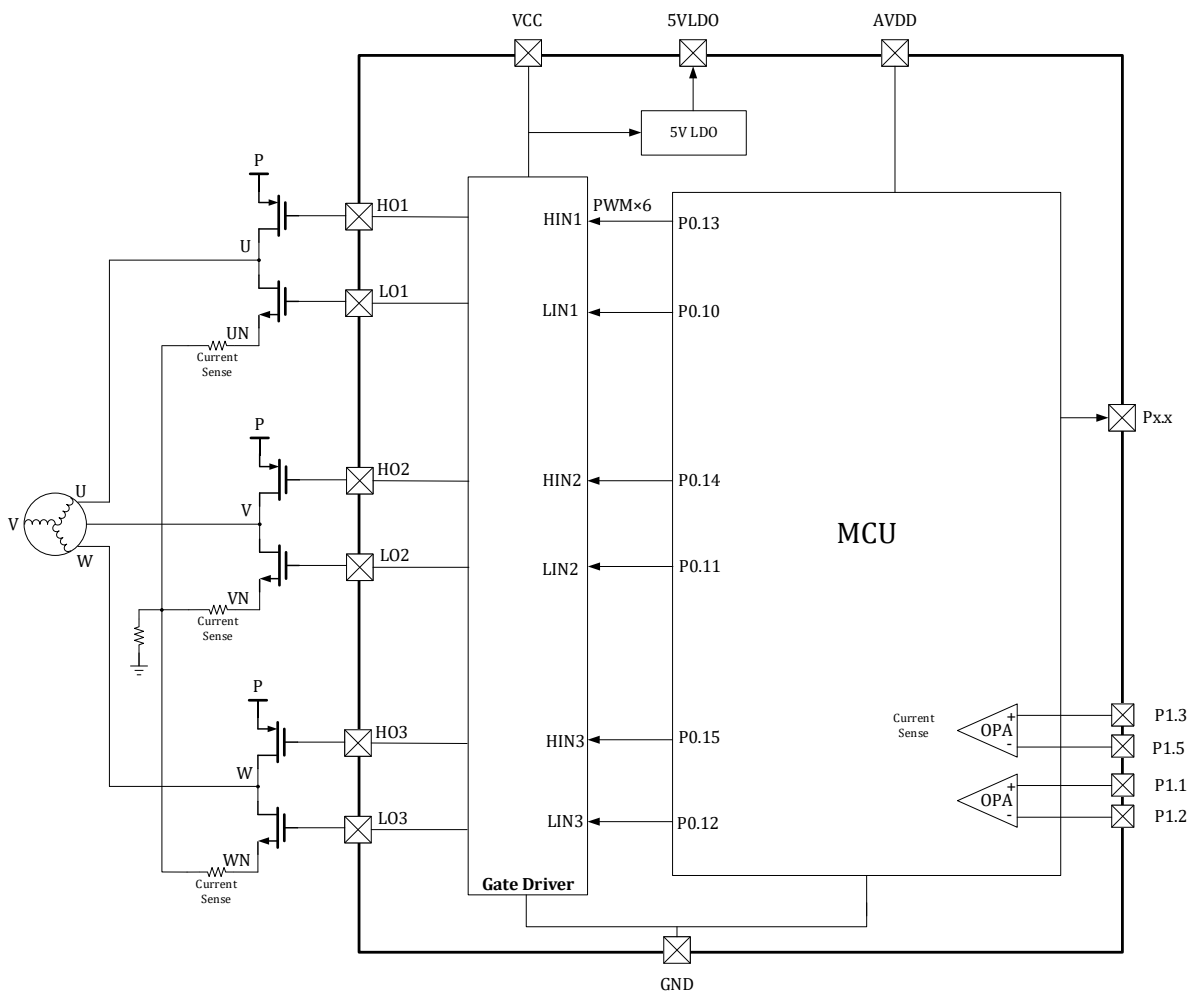 VCC
5VLDO
AVDD
5V LDO
P
HO1
HIN1
PWM×6
P0.13
U
LO1
LIN1
P0.10
UN
Current
Sense
P
Px.x
HO2
HIN2
P0.14
U
V
V
MCU
W
LO2
LIN2
P0.11
VN
Current
Sense
P
Current
Sense
OPA
+
-
P1.3
P1.5
HO3
HIN3
P0.15
W
OPA
+
-
P1.1
P1.2
LO3
LIN3
P0.12
WN
Current
Sense
Gate Driver
GND